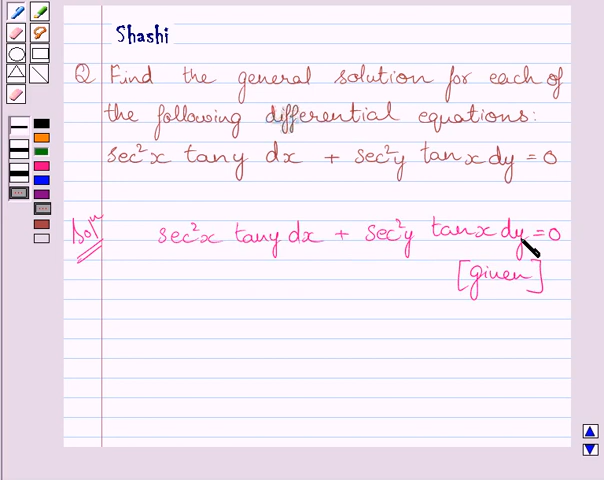 Shashi
Q Find the general solution for each of
the following differential equations:
sec²x tany dx + sec²y tanx dy = 0
Solⁿ sec²x tany dx + sec²y tanx dy = 0
[given]